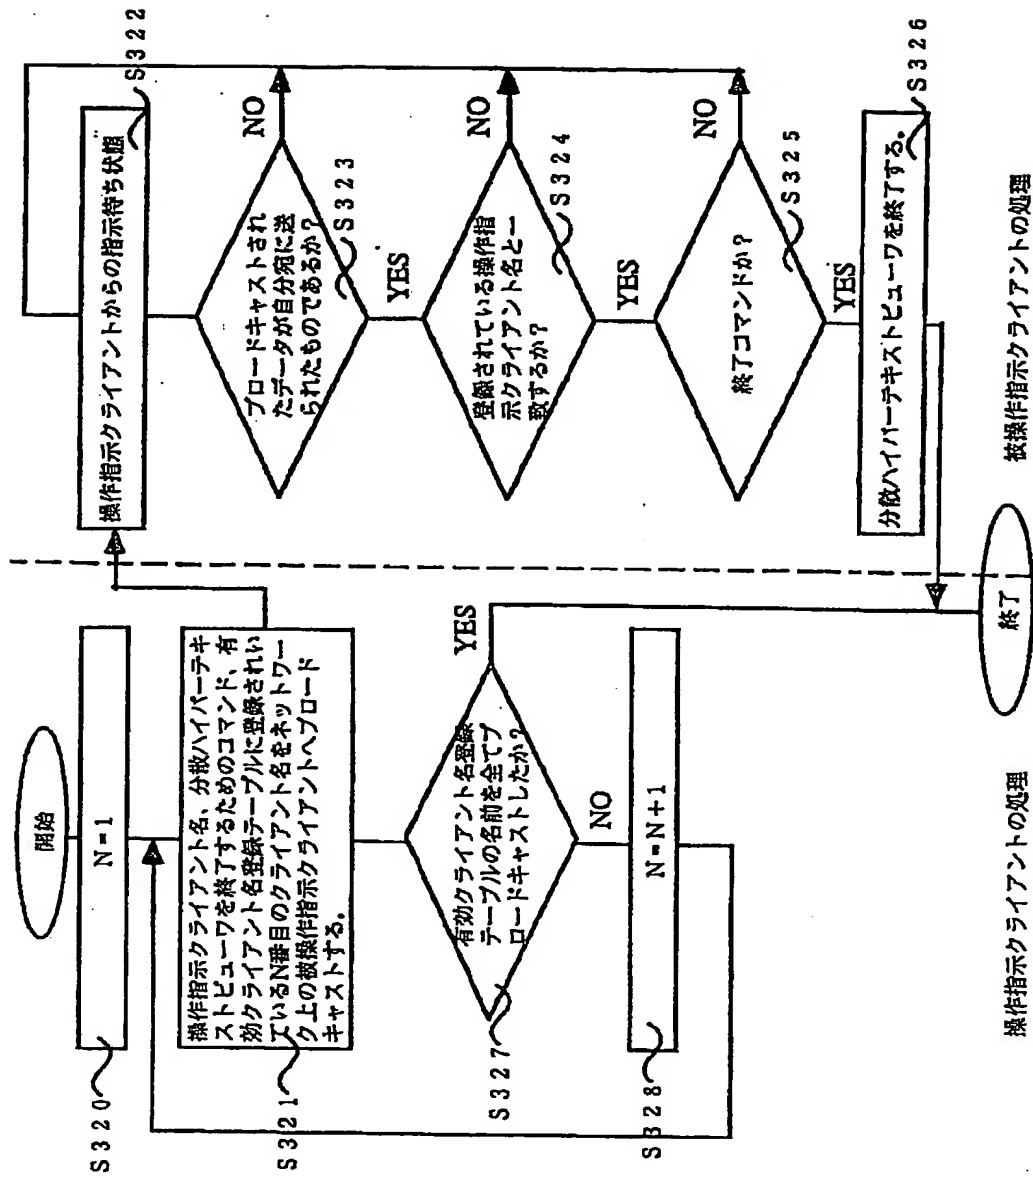 開始
S320
N=1
S321
操作指示クライアント名、分散ハイパーテキ
ストビューワを終了するためのコマンド、有
効クライアント名登録テーブルに登録されい
ているN番目のクライアント名をネットワー
ク上の被操作指示クライアントへブロード
キャストする。
S327
有効クライアント名登録
テーブルの名前を全てブ
ロードキャストしたか?
YES
NO
S328
N=N+1
操作指示クライアントの処理
操作指示クライアントからの指示待ち状態
S322
ブロードキャストされ
たデータが自分宛に送
られたものであるか?
NO
S323
YES
登録されている操作指
示クライアント名と一
致するか?
NO
S324
YES
終了コマンドか?
NO
S325
YES
分散ハイパーテキストビューワを終了する。
S326
終了
被操作指示クライアントの処理